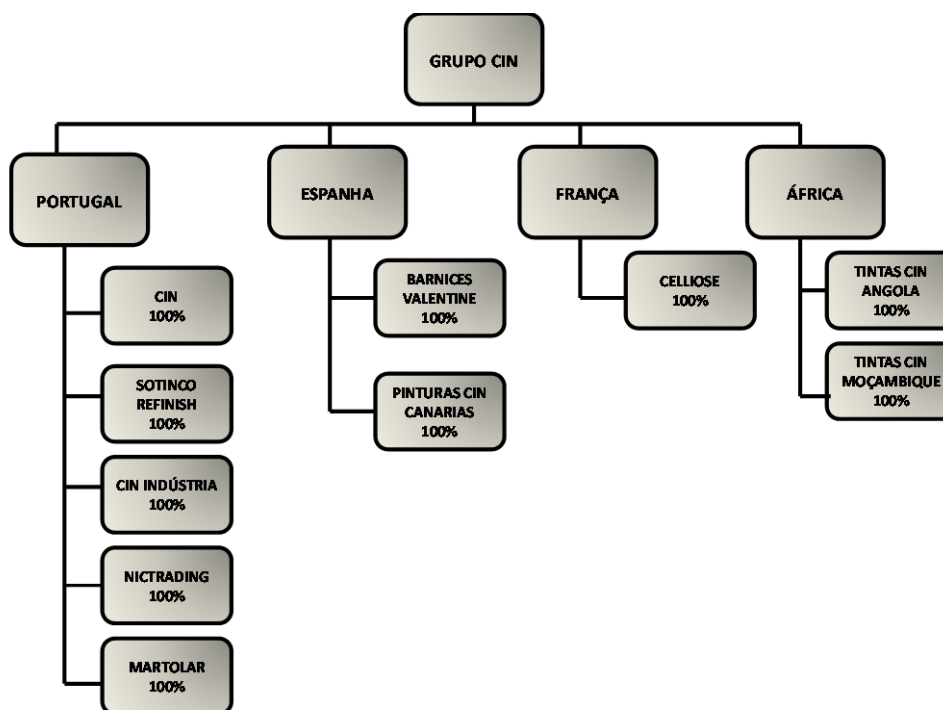 GRUPO CIN
PORTUGAL
CIN
100%
SOTINCO
REFINISH
100%
CIN INDÚSTRIA
100%
NICTRADING
100%
MARTOLAR
100%
ESPANHA
BARNICES
VALENTINE
100%
PINTURAS CIN
CANARIAS
100%
FRANÇA
CELLIOSE
100%
ÁFRICA
TINTAS CIN
ANGOLA
100%
TINTAS CIN
MOÇAMBIQUE
100%